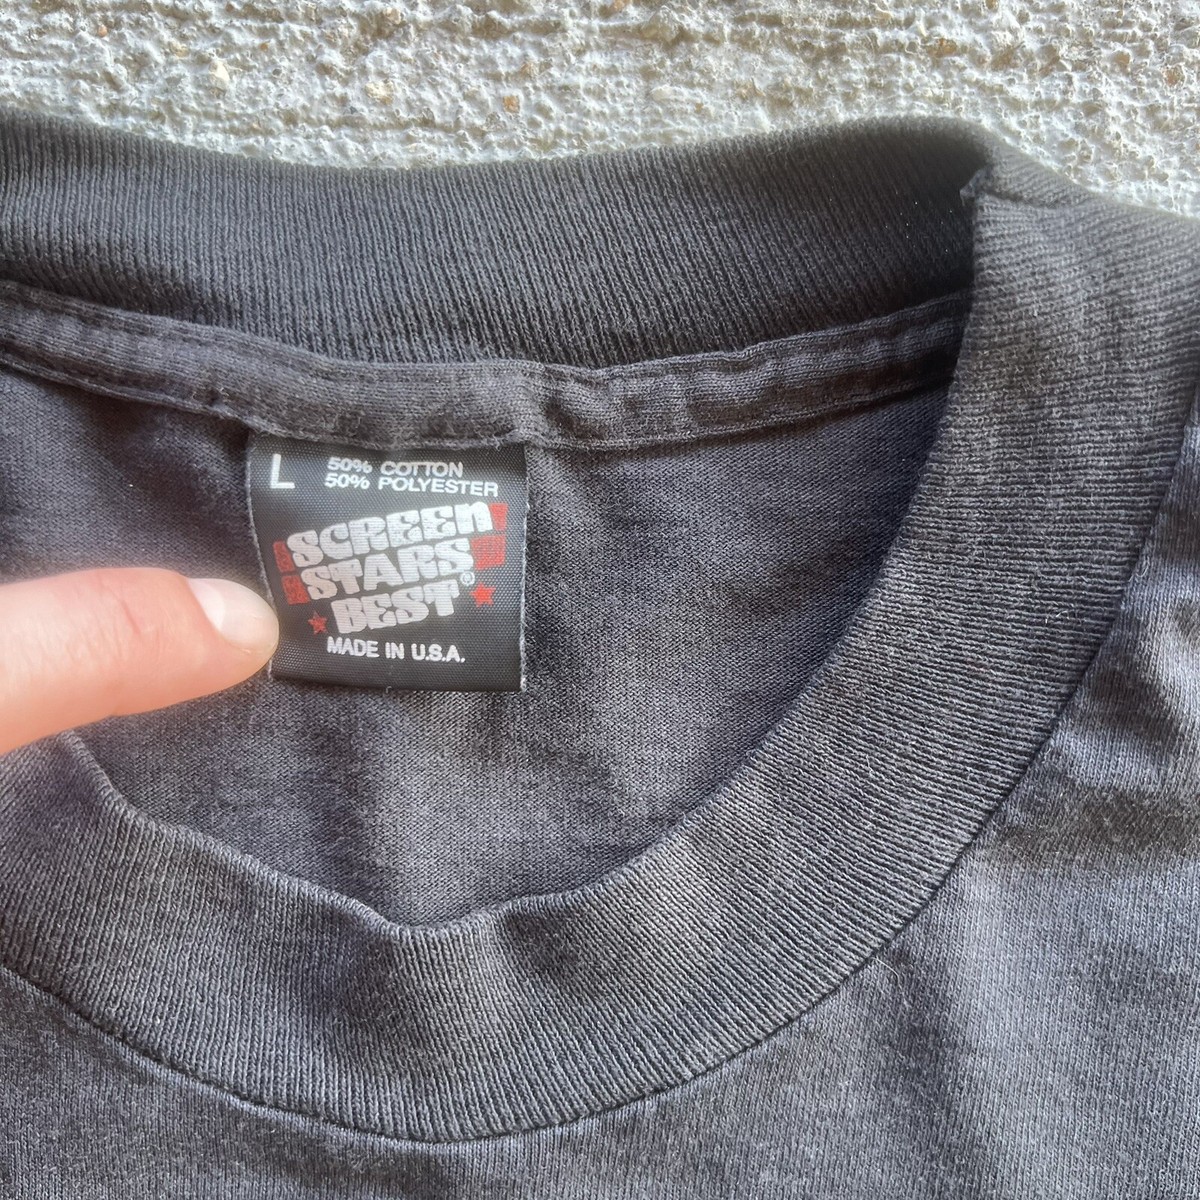 L 50% COTTON
50% POLYESTER
SCREEN
STARS
BEST®
MADE IN U.S.A.